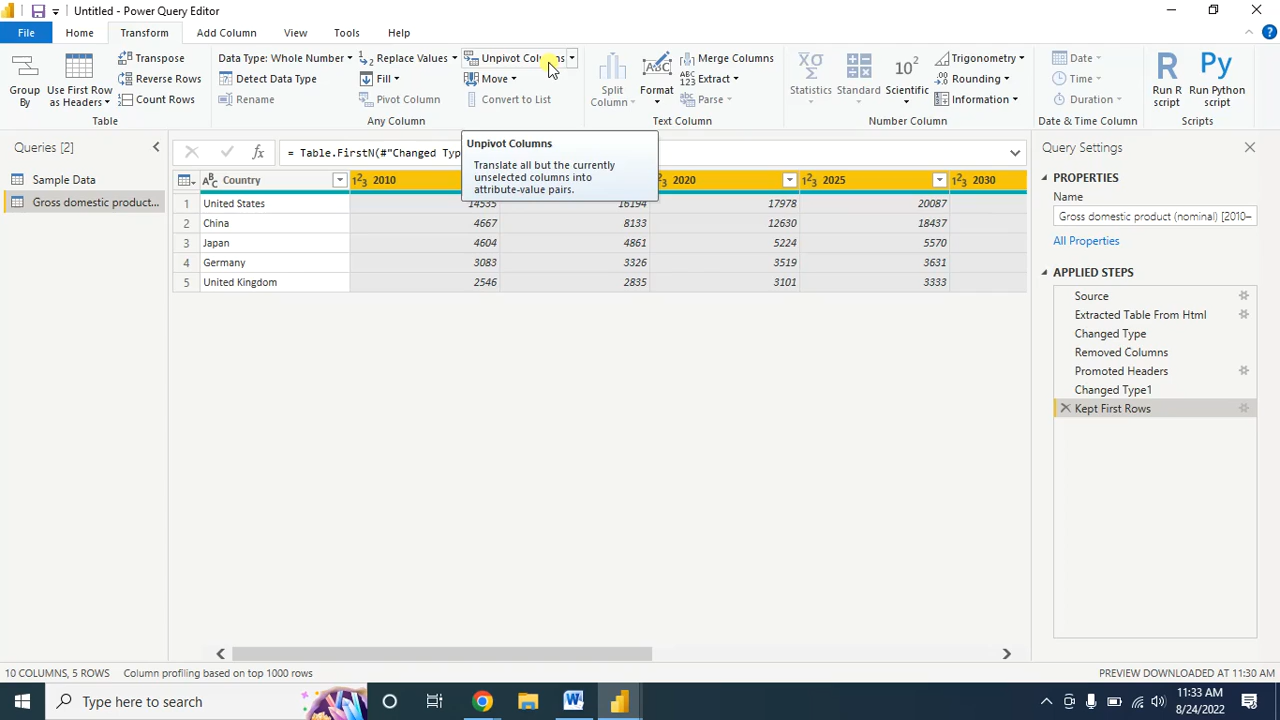 Untitled - Power Query Editor
File Home Transform Add Column View Tools Help
Group By
Use First Row as Headers
Transpose
Reverse Rows
Count Rows
Table
Data Type: Whole Number
Detect Data Type
Rename
Replace Values
Fill
Pivot Column
Unpivot Columns
Move
Convert to List
Any Column
Split Column
Format
Merge Columns
ABC 123 Extract
Parse
Text Column
Statistics
Standard
10² Scientific
Trigonometry
Rounding
Information
Number Column
Date
Time
Duration
Date & Time Column
R Run R script
Py Run Python script
Scripts
Queries [2]
Sample Data
Gross domestic product...
fx = Table.FirstN(#"Changed Typ
Unpivot Columns
Translate all but the currently
unselected columns into
attribute-value pairs.
Country 123 2010 2020 123 2025 123 2030
1 United States 14535 16194 17978 20087
2 China 4667 8133 12630 18437
3 Japan 4604 4861 5224 5570
4 Germany 3083 3326 3519 3631
5 United Kingdom 2546 2835 3101 3333
Query Settings
PROPERTIES
Name
Gross domestic product (nominal) [2010–
All Properties
APPLIED STEPS
Source
Extracted Table From Html
Changed Type
Removed Columns
Promoted Headers
Changed Type1
Kept First Rows
10 COLUMNS, 5 ROWS Column profiling based on top 1000 rows
PREVIEW DOWNLOADED AT 11:30 AM
Type here to search
11:33 AM
8/24/2022